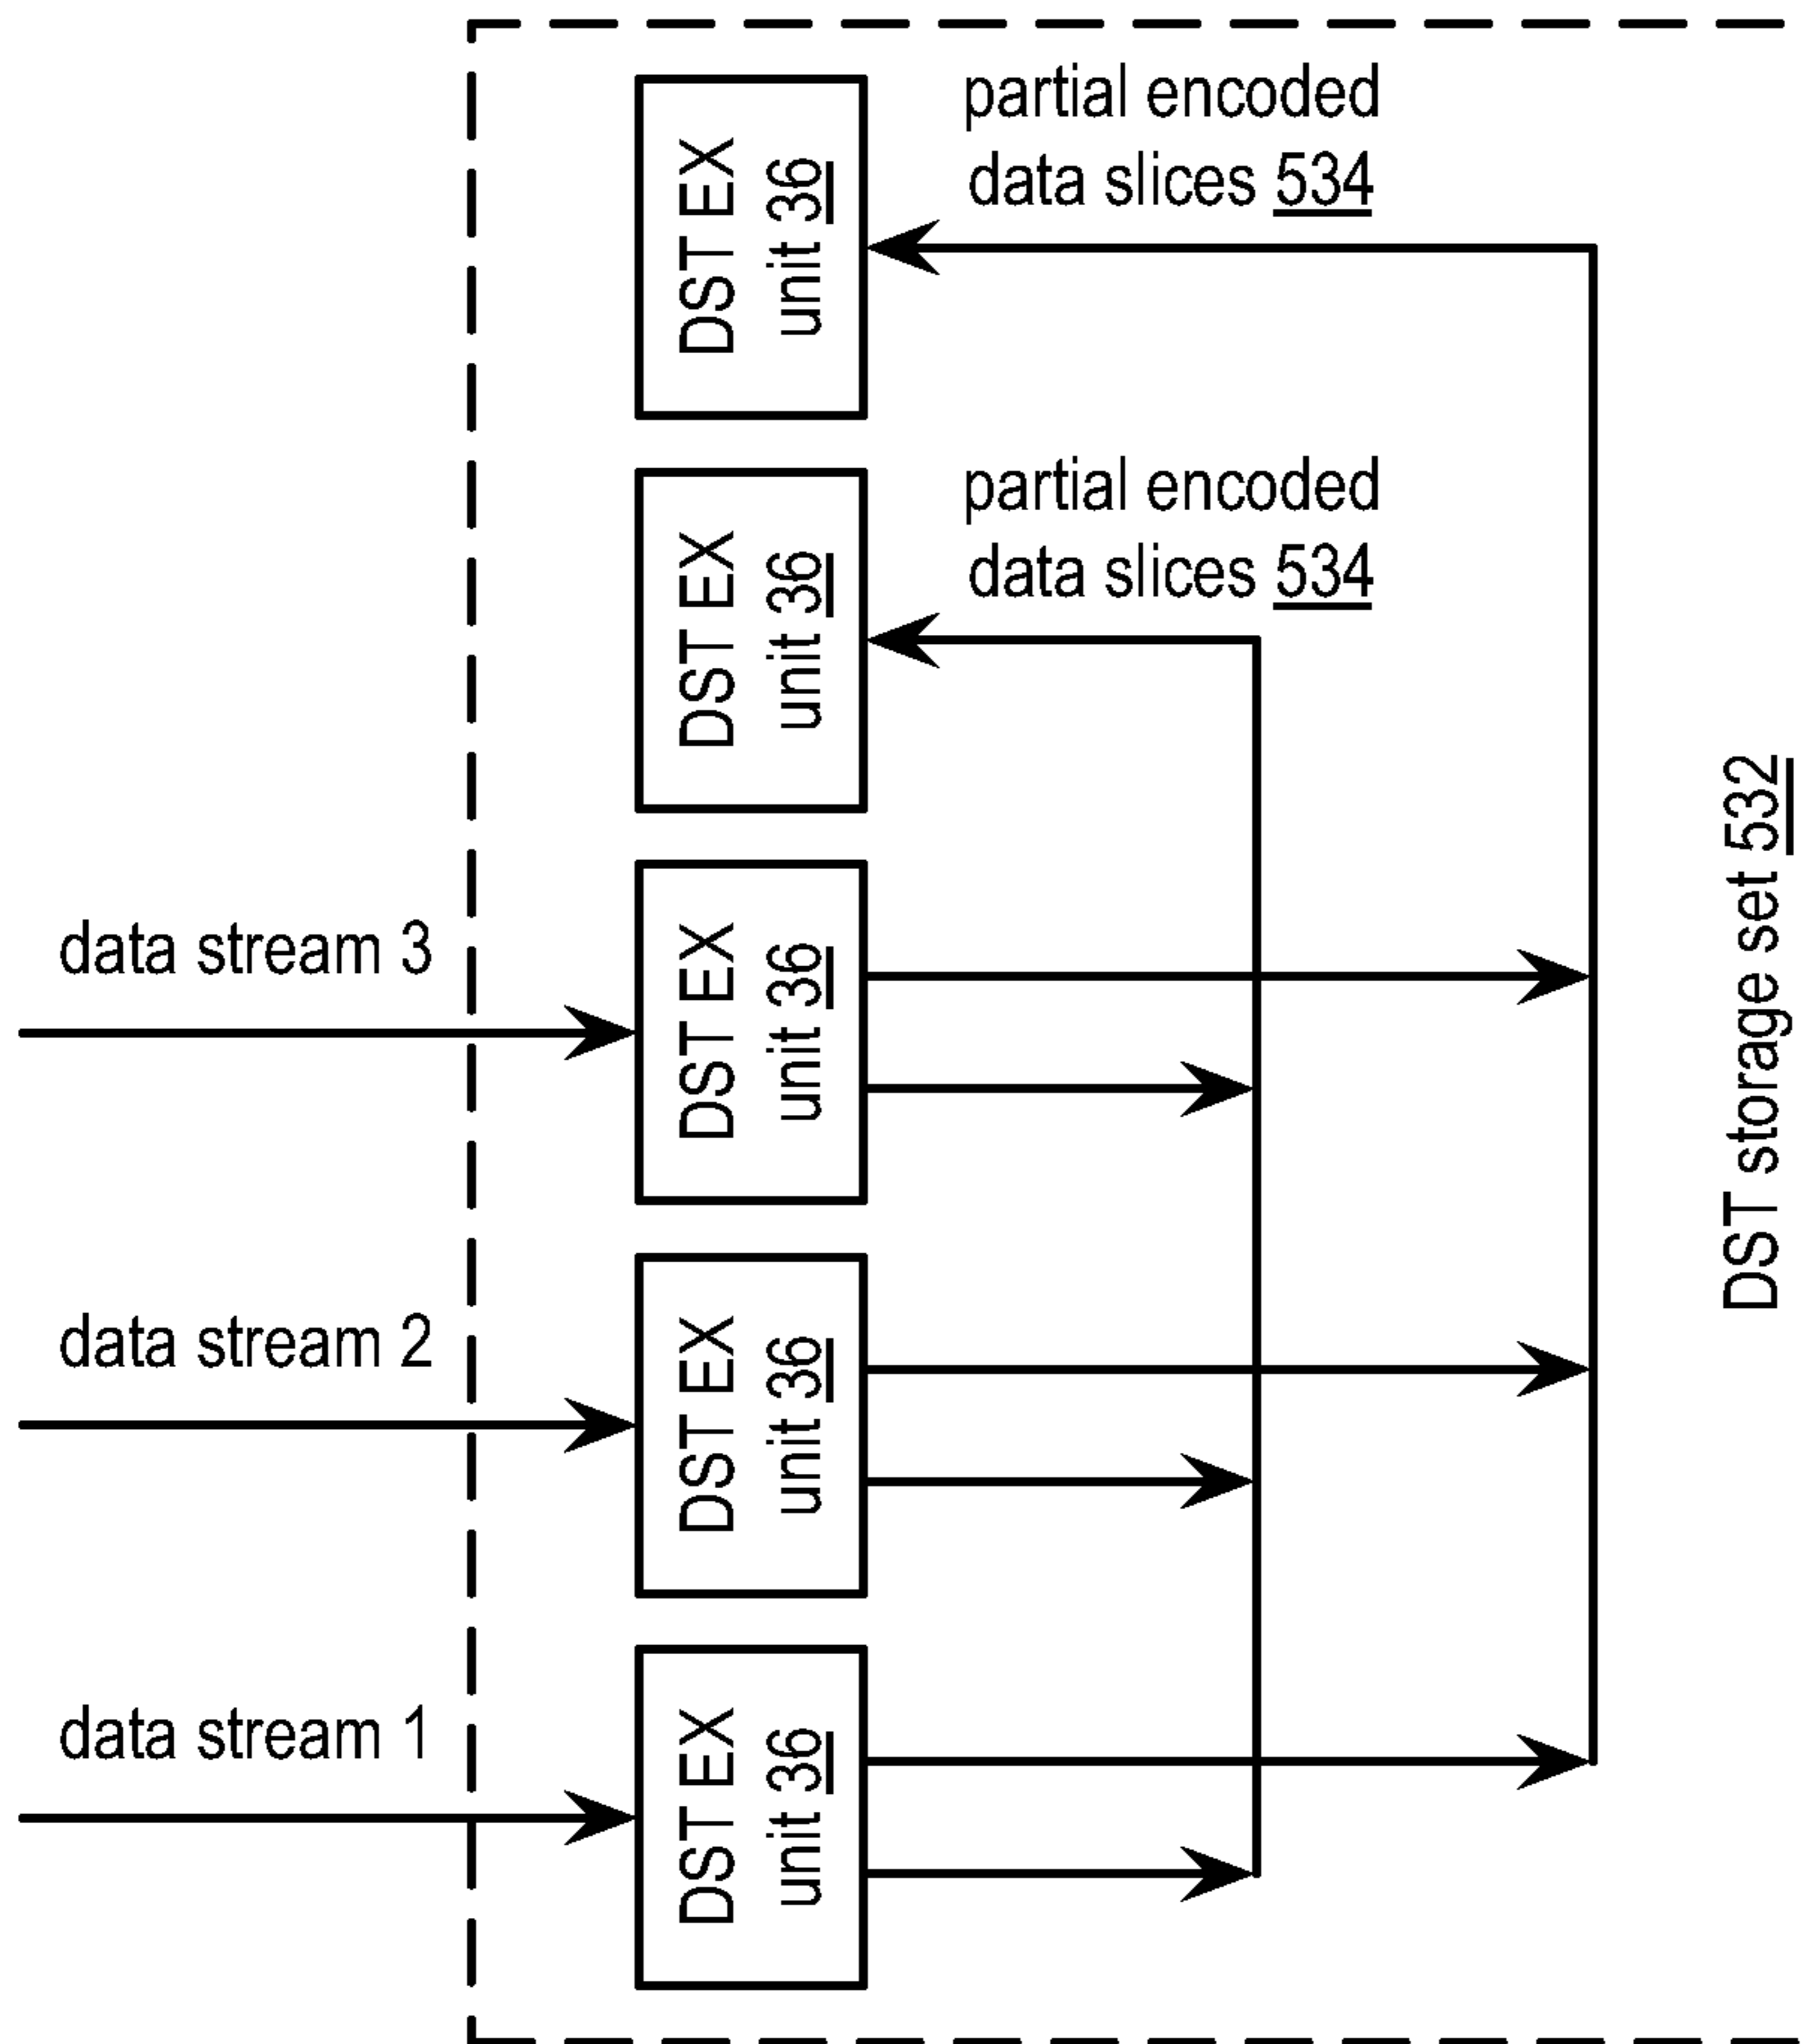 partial encoded
data slices 534
DST EX
unit 36
partial encoded
data slices 534
DST EX
unit 36
data stream 3
DST EX
unit 36
DST storage set 532
data stream 2
DST EX
unit 36
data stream 1
DST EX
unit 36